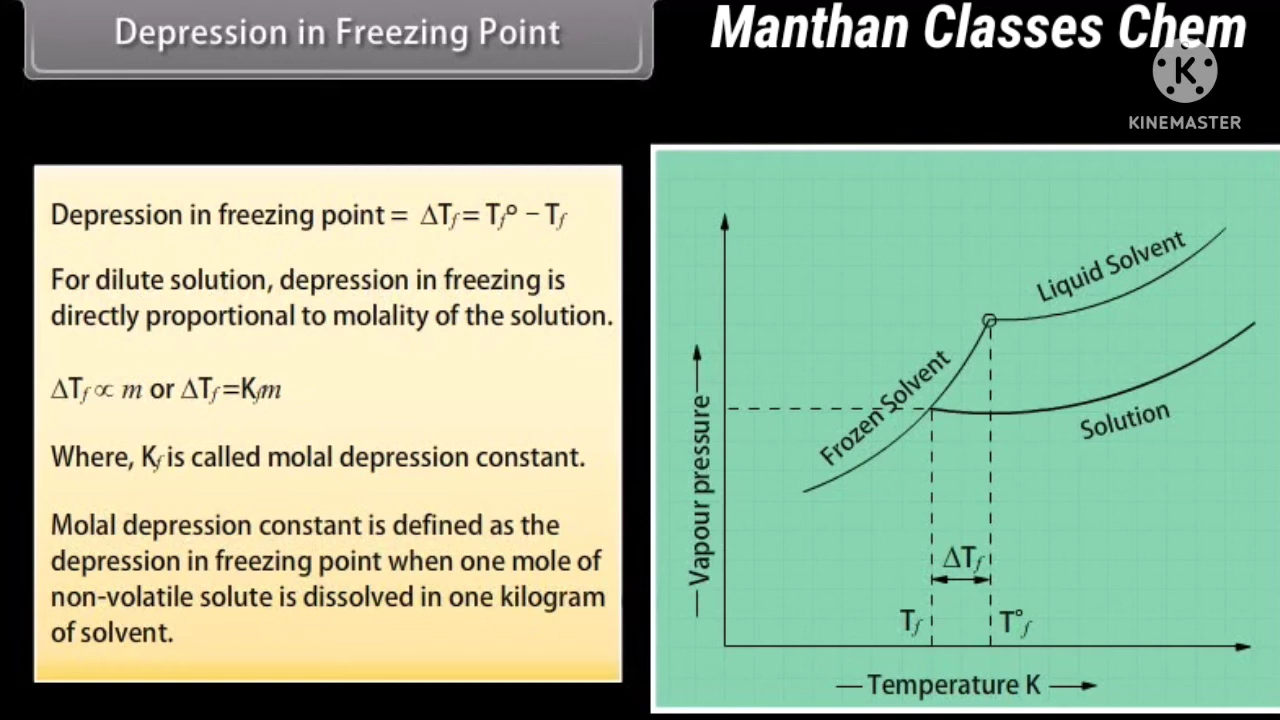 Depression in Freezing Point
Manthan Classes Chem
K
KINEMASTER
Depression in freezing point = ΔTf = Tf° − Tf
For dilute solution, depression in freezing is
directly proportional to molality of the solution.
ΔTf ∝ m or ΔTf=Kfm
Where, Kf is called molal depression constant.
Molal depression constant is defined as the
depression in freezing point when one mole of
non-volatile solute is dissolved in one kilogram
of solvent.
Liquid Solvent
Frozen Solvent
Solution
Vapour pressure
ΔTf
Tf
T°f
Temperature K